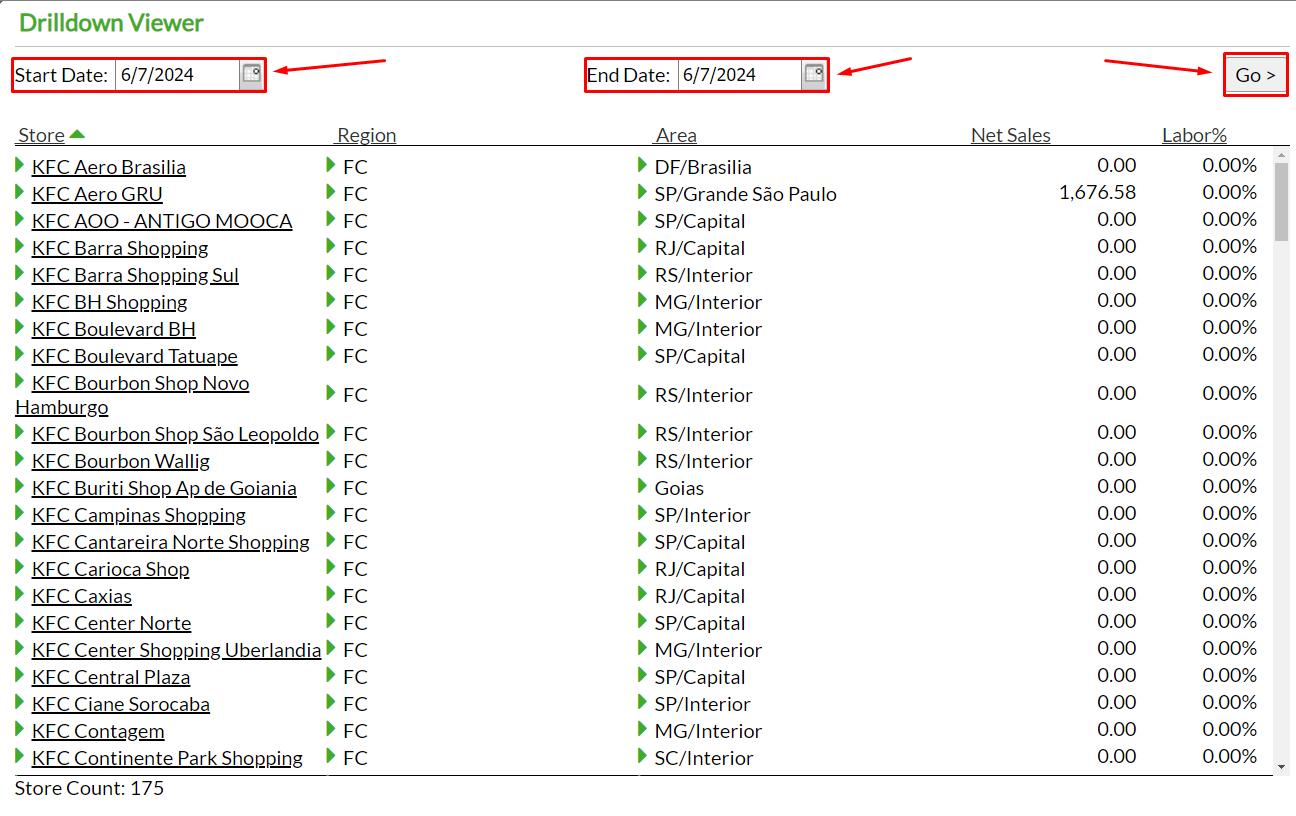 Drilldown Viewer
Start Date: 6/7/2024 End Date: 6/7/2024 Go >
Store Region Area Net Sales Labor%
KFC Aero Brasilia FC DF/Brasilia 0.00 0.00%
KFC Aero GRU FC SP/Grande São Paulo 1,676.58 0.00%
KFC AOO - ANTIGO MOOCA FC SP/Capital 0.00 0.00%
KFC Barra Shopping FC RJ/Capital 0.00 0.00%
KFC Barra Shopping Sul FC RS/Interior 0.00 0.00%
KFC BH Shopping FC MG/Interior 0.00 0.00%
KFC Boulevard BH FC MG/Interior 0.00 0.00%
KFC Boulevard Tatuape FC SP/Capital 0.00 0.00%
KFC Bourbon Shop Novo
Hamburgo FC RS/Interior 0.00 0.00%
KFC Bourbon Shop São Leopoldo FC RS/Interior 0.00 0.00%
KFC Bourbon Wallig FC RS/Interior 0.00 0.00%
KFC Buriti Shop Ap de Goiania FC Goias 0.00 0.00%
KFC Campinas Shopping FC SP/Interior 0.00 0.00%
KFC Cantareira Norte Shopping FC SP/Capital 0.00 0.00%
KFC Carioca Shop FC RJ/Capital 0.00 0.00%
KFC Caxias FC RJ/Capital 0.00 0.00%
KFC Center Norte FC SP/Capital 0.00 0.00%
KFC Center Shopping Uberlandia FC MG/Interior 0.00 0.00%
KFC Central Plaza FC SP/Capital 0.00 0.00%
KFC Ciane Sorocaba FC SP/Interior 0.00 0.00%
KFC Contagem FC MG/Interior 0.00 0.00%
KFC Continente Park Shopping FC SC/Interior 0.00 0.00%
Store Count: 175